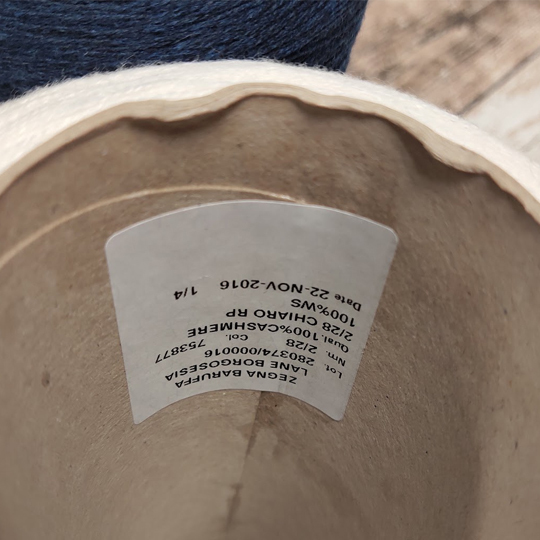 ZEGNA BARUFFA
LANE BORGOSESIA
Lot. 280374/000016
Nm. 2/28 Col. 753877
Qual. 100%CASHMERE
2/28 CHIARO RP
100%WS
Date 22-NOV-2016 1/4